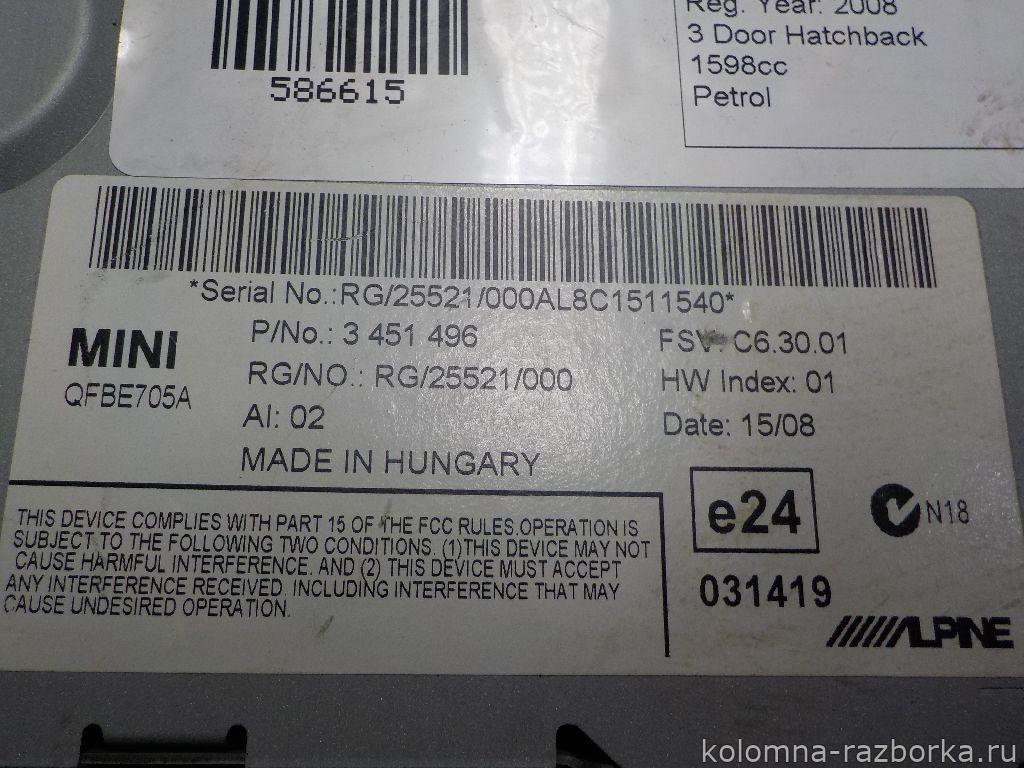 586615
Reg. Year: 2008
3 Door Hatchback
1598cc
Petrol
*Serial No.:RG/25521/000AL8C1511540*
MINI
QFBE705A
P/No.: 3 451 496
RG/NO.: RG/25521/000
AI: 02
MADE IN HUNGARY
FSV: C6.30.01
HW Index: 01
Date: 15/08
THIS DEVICE COMPLIES WITH PART 15 OF THE FCC RULES.OPERATION IS
SUBJECT TO THE FOLLOWING TWO CONDITIONS. (1)THIS DEVICE MAY NOT
CAUSE HARMFUL INTERFERENCE. AND (2) THIS DEVICE MUST ACCEPT
ANY INTERFERENCE RECEIVED, INCLUDING INTERFERENCE THAT MAY
CAUSE UNDESIRED OPERATION.
e24
N18
031419
ALPINE
kolomna-razborka.ru